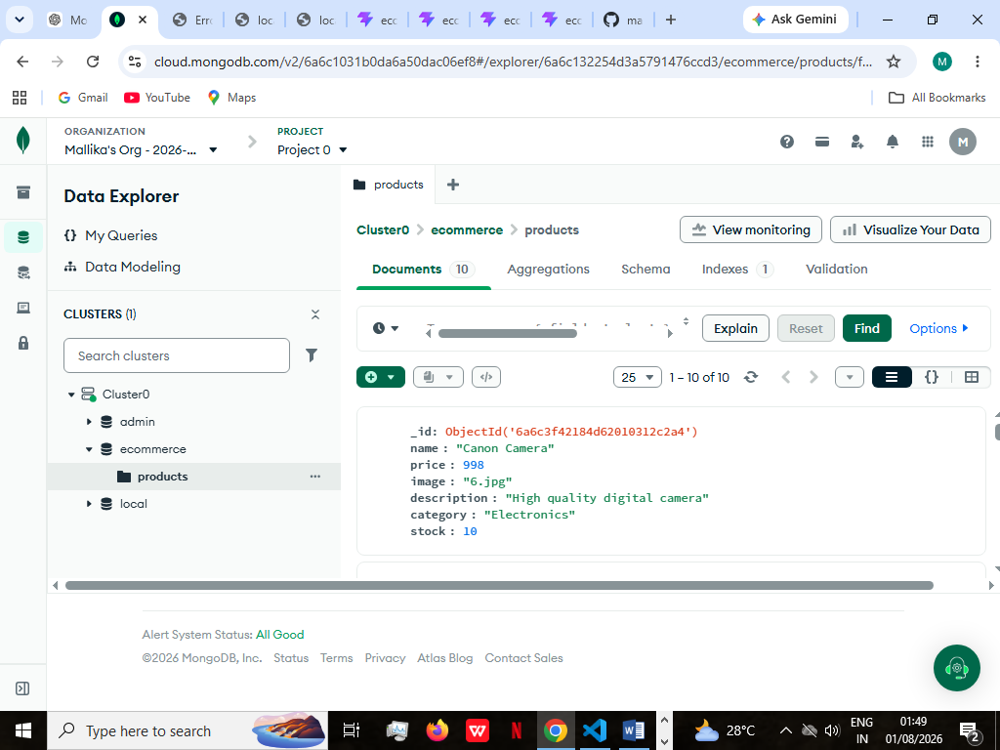 Mo
Erro
loc
loc
ecc
ecc
ecc
ecc
ma
Ask Gemini
cloud.mongodb.com/v2/6a6c1031b0da6a50dac06ef8#/explorer/6a6c132254d3a5791476ccd3/ecommerce/products/f...
M
Gmail
YouTube
Maps
All Bookmarks
ORGANIZATION
Mallika's Org - 2026-...
PROJECT
Project 0
M
Data Explorer
My Queries
Data Modeling
CLUSTERS (1)
Search clusters
Cluster0
admin
ecommerce
products
local
products
Cluster0
ecommerce
products
View monitoring
Visualize Your Data
Documents 10
Aggregations
Schema
Indexes 1
Validation
Explain
Reset
Find
Options
25
1 – 10 of 10
_id: ObjectId('6a6c3f42184d62010312c2a4')
name : "Canon Camera"
price : 998
image : "6.jpg"
description : "High quality digital camera"
category : "Electronics"
stock : 10
Alert System Status: All Good
©2026 MongoDB, Inc. Status Terms Privacy Atlas Blog Contact Sales
Type here to search
28°C
ENG
IN
01:49
01/08/2026
2